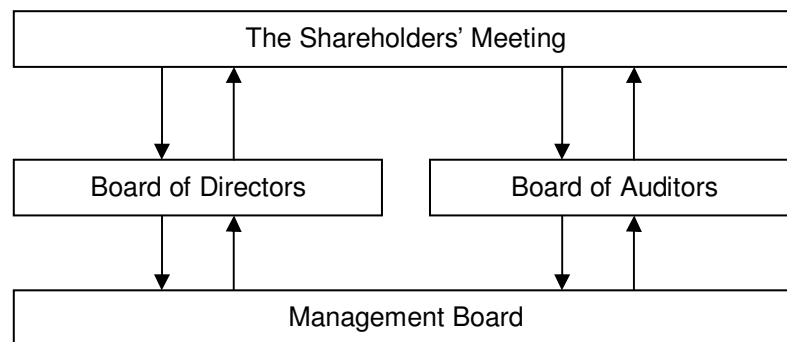 The Shareholders’ Meeting
Board of Directors
Board of Auditors
Management Board